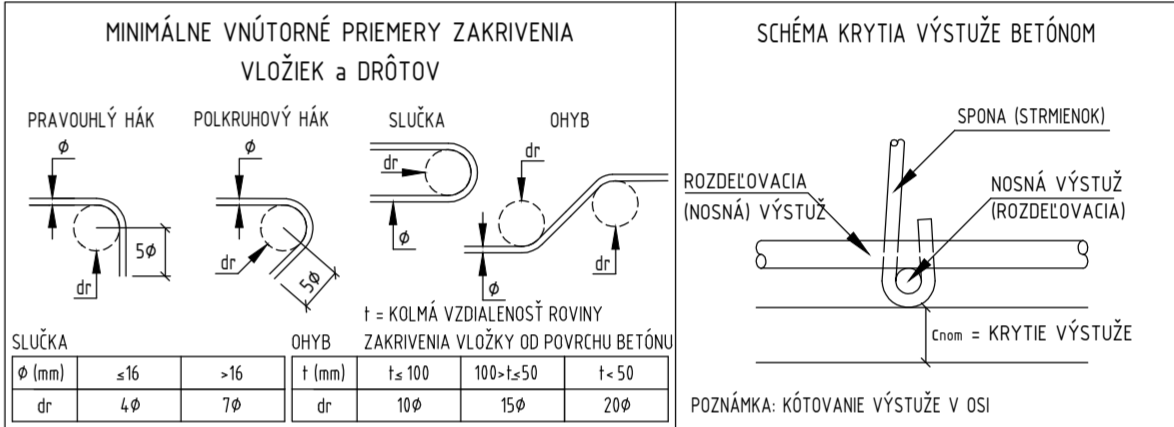 MINIMÁLNE VNÚTORNÉ PRIEMERY ZAKRIVENIA
VLOŽIEK a DRÔTOV
PRAVOUHLÝ HÁK
POLKRUHOVÝ HÁK
SLUČKA
OHYB
ϕ
5ϕ
dr
ϕ
dr
5ϕ
dr
ϕ
dr
ϕ
dr
t = KOLMÁ VZDIALENOSŤ ROVINY
ZAKRIVENIA VLOŽKY OD POVRCHU BETÓNU
SLUČKA
ϕ (mm) ≤16 >16
dr 4ϕ 7ϕ
OHYB
t (mm) t≤ 100 100>t≤50 t< 50
dr 10ϕ 15ϕ 20ϕ
SCHÉMA KRYTIA VÝSTUŽE BETÓNOM
SPONA (STRMIENOK)
ROZDEĽOVACIA
(NOSNÁ) VÝSTUŽ
NOSNÁ VÝSTUŽ
(ROZDEĽOVACIA)
Cnom = KRYTIE VÝSTUŽE
POZNÁMKA: KÓTOVANIE VÝSTUŽE V OSI